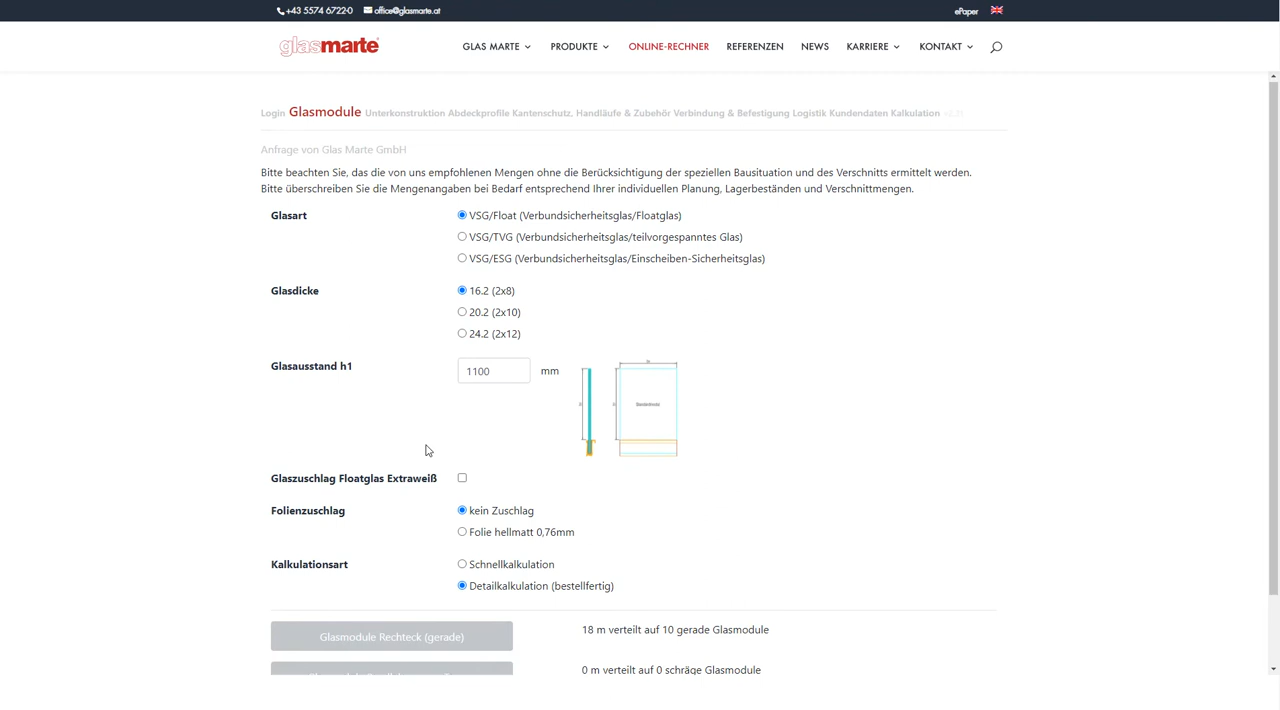 +43 5574 6722-0 office@glasmarte.at ePaper
glasmarte GLAS MARTE PRODUKTE ONLINE-RECHNER REFERENZEN NEWS KARRIERE KONTAKT
Login Glasmodule Unterkonstruktion Abdeckprofile Kantenschutz, Handläufe & Zubehör Verbindung & Befestigung Logistik Kundendaten Kalkulation
Anfrage von Glas Marte GmbH
Bitte beachten Sie, das die von uns empfohlenen Mengen ohne die Berücksichtigung der speziellen Bausituation und des Verschnitts ermittelt werden.
Bitte überschreiben Sie die Mengenangaben bei Bedarf entsprechend Ihrer individuellen Planung, Lagerbeständen und Verschnittmengen.
Glasart VSG/Float (Verbundsicherheitsglas/Floatglas)
VSG/TVG (Verbundsicherheitsglas/teilvorgespanntes Glas)
VSG/ESG (Verbundsicherheitsglas/Einscheiben-Sicherheitsglas)
Glasdicke 16.2 (2x8)
20.2 (2x10)
24.2 (2x12)
Glasausstand h1 1100 mm
Glaszuschlag Floatglas Extraweiß
Folienzuschlag kein Zuschlag
Folie hellmatt 0,76mm
Kalkulationsart Schnellkalkulation
Detailkalkulation (bestellfertig)
Glasmodule Rechteck (gerade) 18 m verteilt auf 10 gerade Glasmodule
0 m verteilt auf 0 schräge Glasmodule